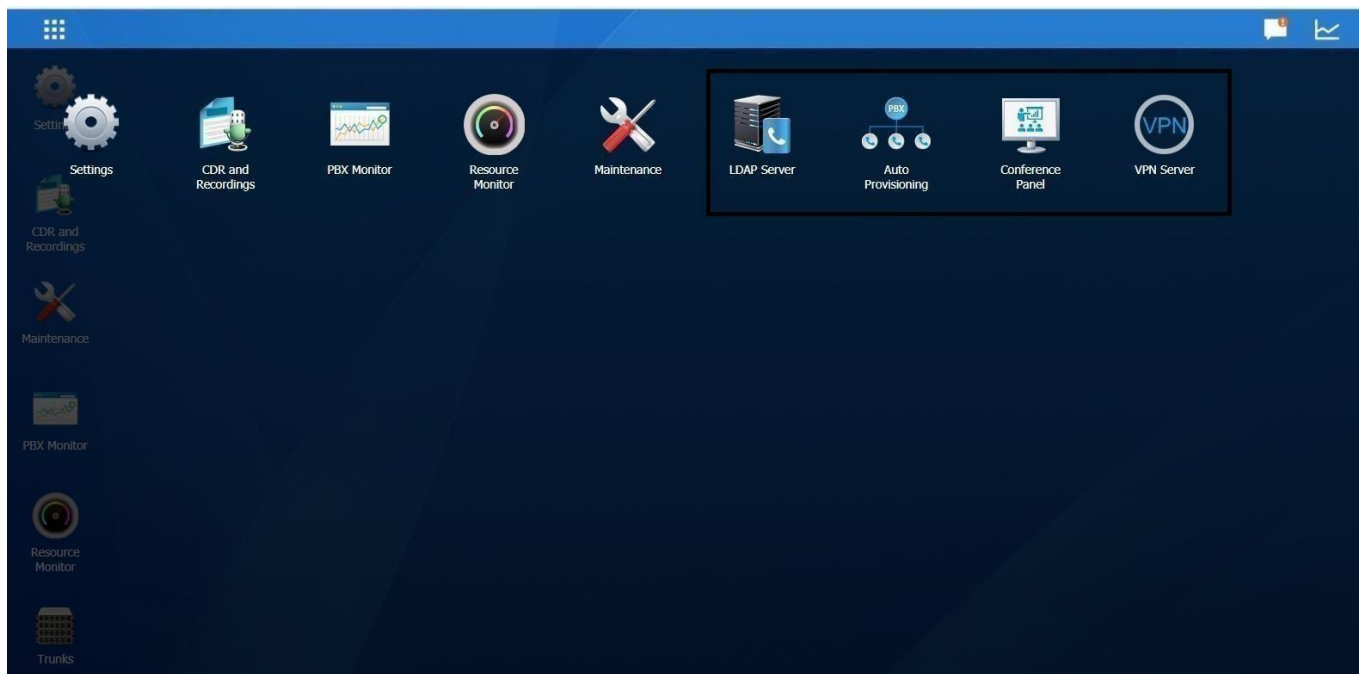 Settings
CDR and
Recordings
PBX Monitor
Resource
Monitor
Maintenance
LDAP Server
PBX
Auto
Provisioning
Conference
Panel
VPN
VPN Server
CDR and
Recordings
Maintenance
PBX Monitor
Resource
Monitor
Trunks